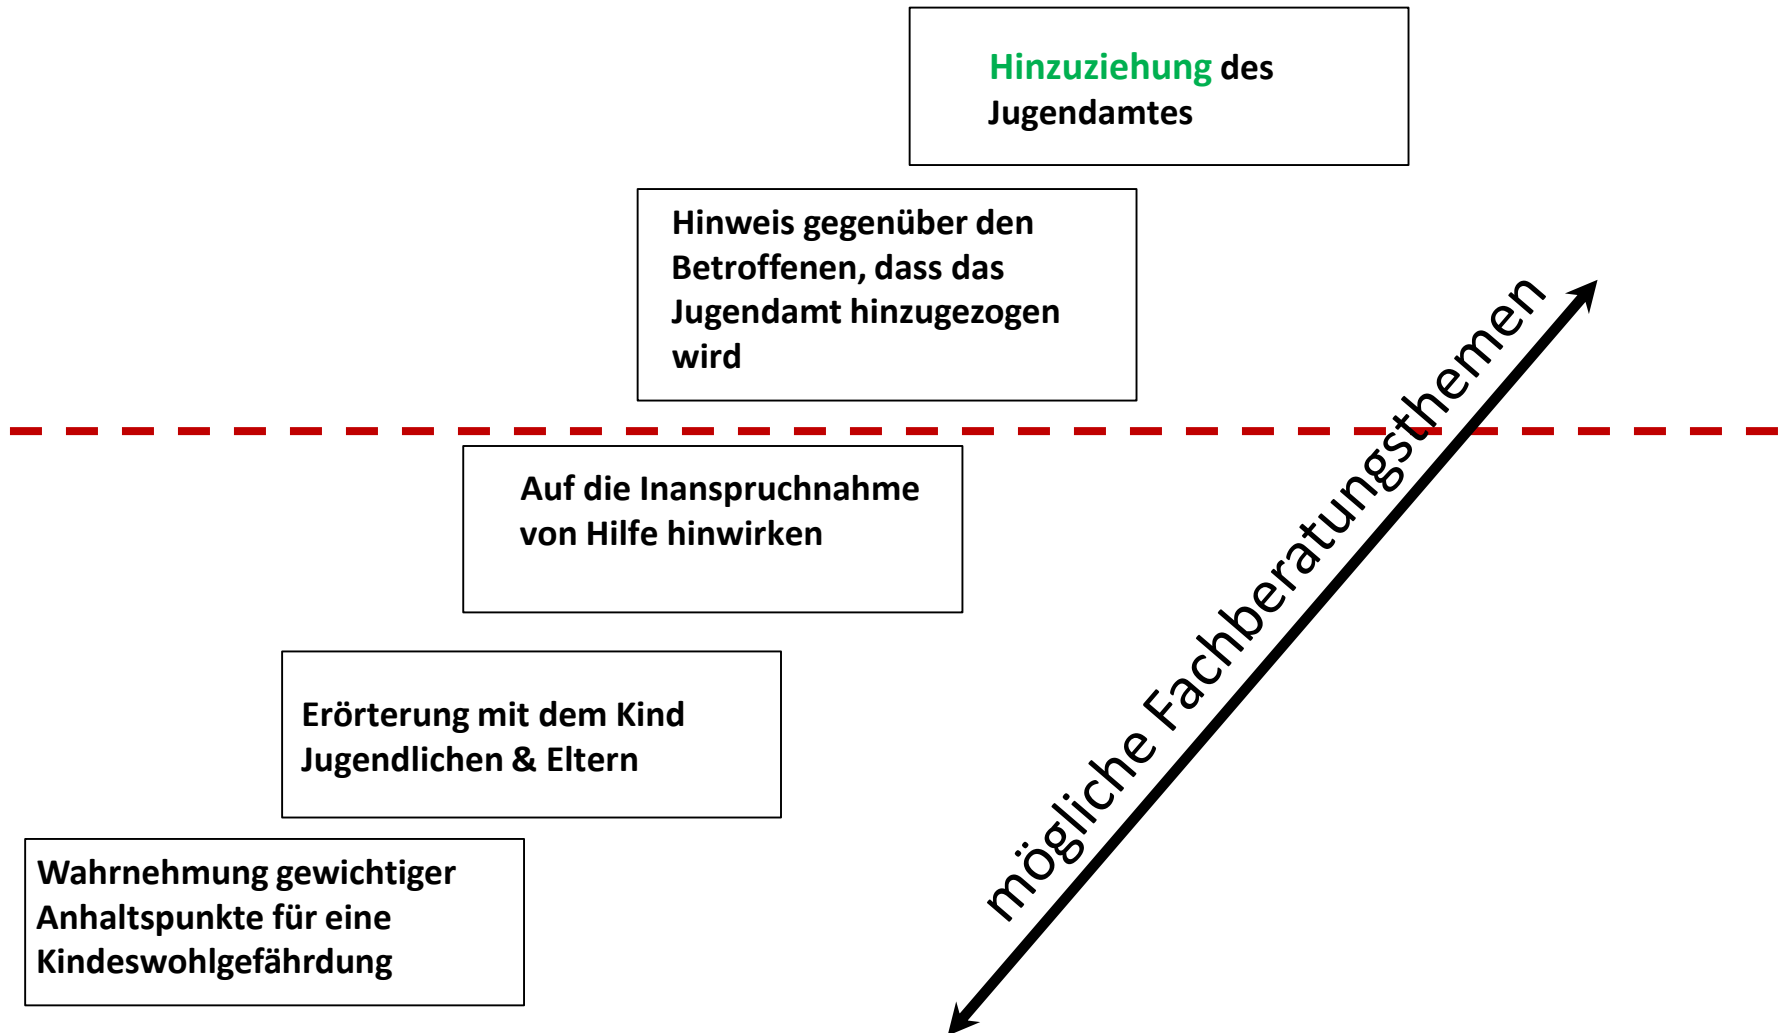 Hinzuziehung des
Jugendamtes
Hinweis gegenüber den
Betroffenen, dass das
Jugendamt hinzugezogen
wird
Auf die Inanspruchnahme
von Hilfe hinwirken
Erörterung mit dem Kind
Jugendlichen & Eltern
Wahrnehmung gewichtiger
Anhaltspunkte für eine
Kindeswohlgefährdung
mögliche Fachberatungsthemen